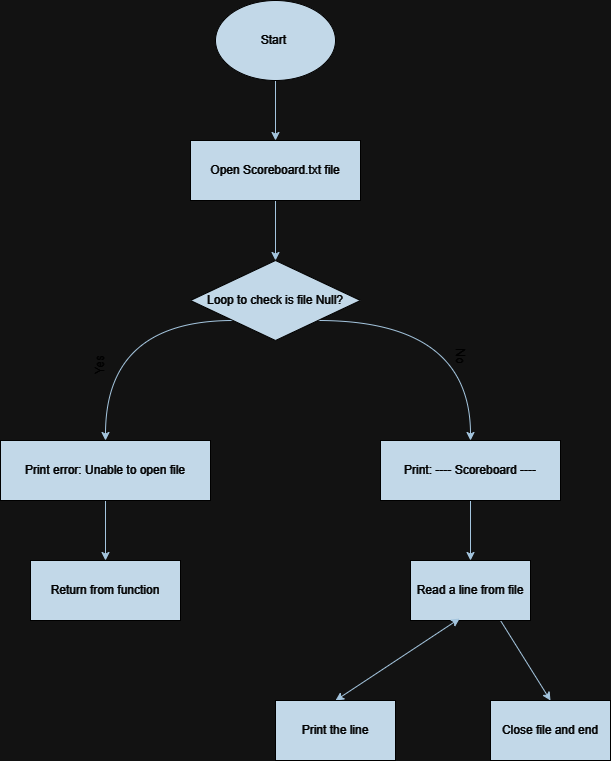 Start
Open Scoreboard.txt file
Loop to check is file Null?
Yes
No
Print error: Unable to open file
Print: ---- Scoreboard ----
Return from function
Read a line from file
Print the line
Close file and end